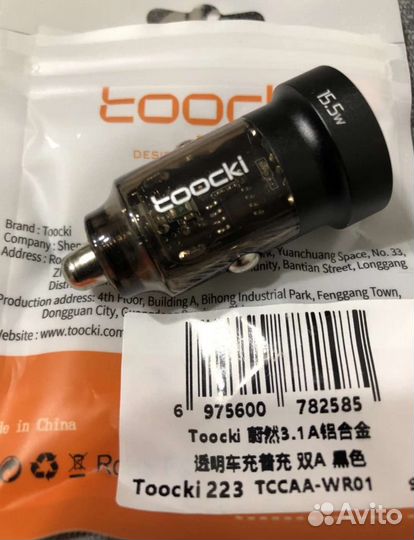 toocki
DESI
15.5W
toocki
Brand : Toocki
Company : Shen
Address : Ro
Yuanchuang Space, No. 33,
munity, Bantian Street, Longgang
Distri
Production address: 4th Floor, Building A, Bihong Industrial Park, Fenggang Town,
Dongguan City,
Website : www.toocki.com
de in China
6 975600 782585
Toocki 蔚然3.1A铝合金
透明车充普充 双A 黑色
Toocki 223 TCCAA-WR01
Avito